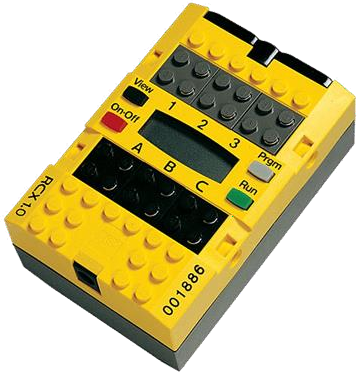 View
On-Off
1 2 3
Prgm
A B C
Run
RCX 1.0
001886